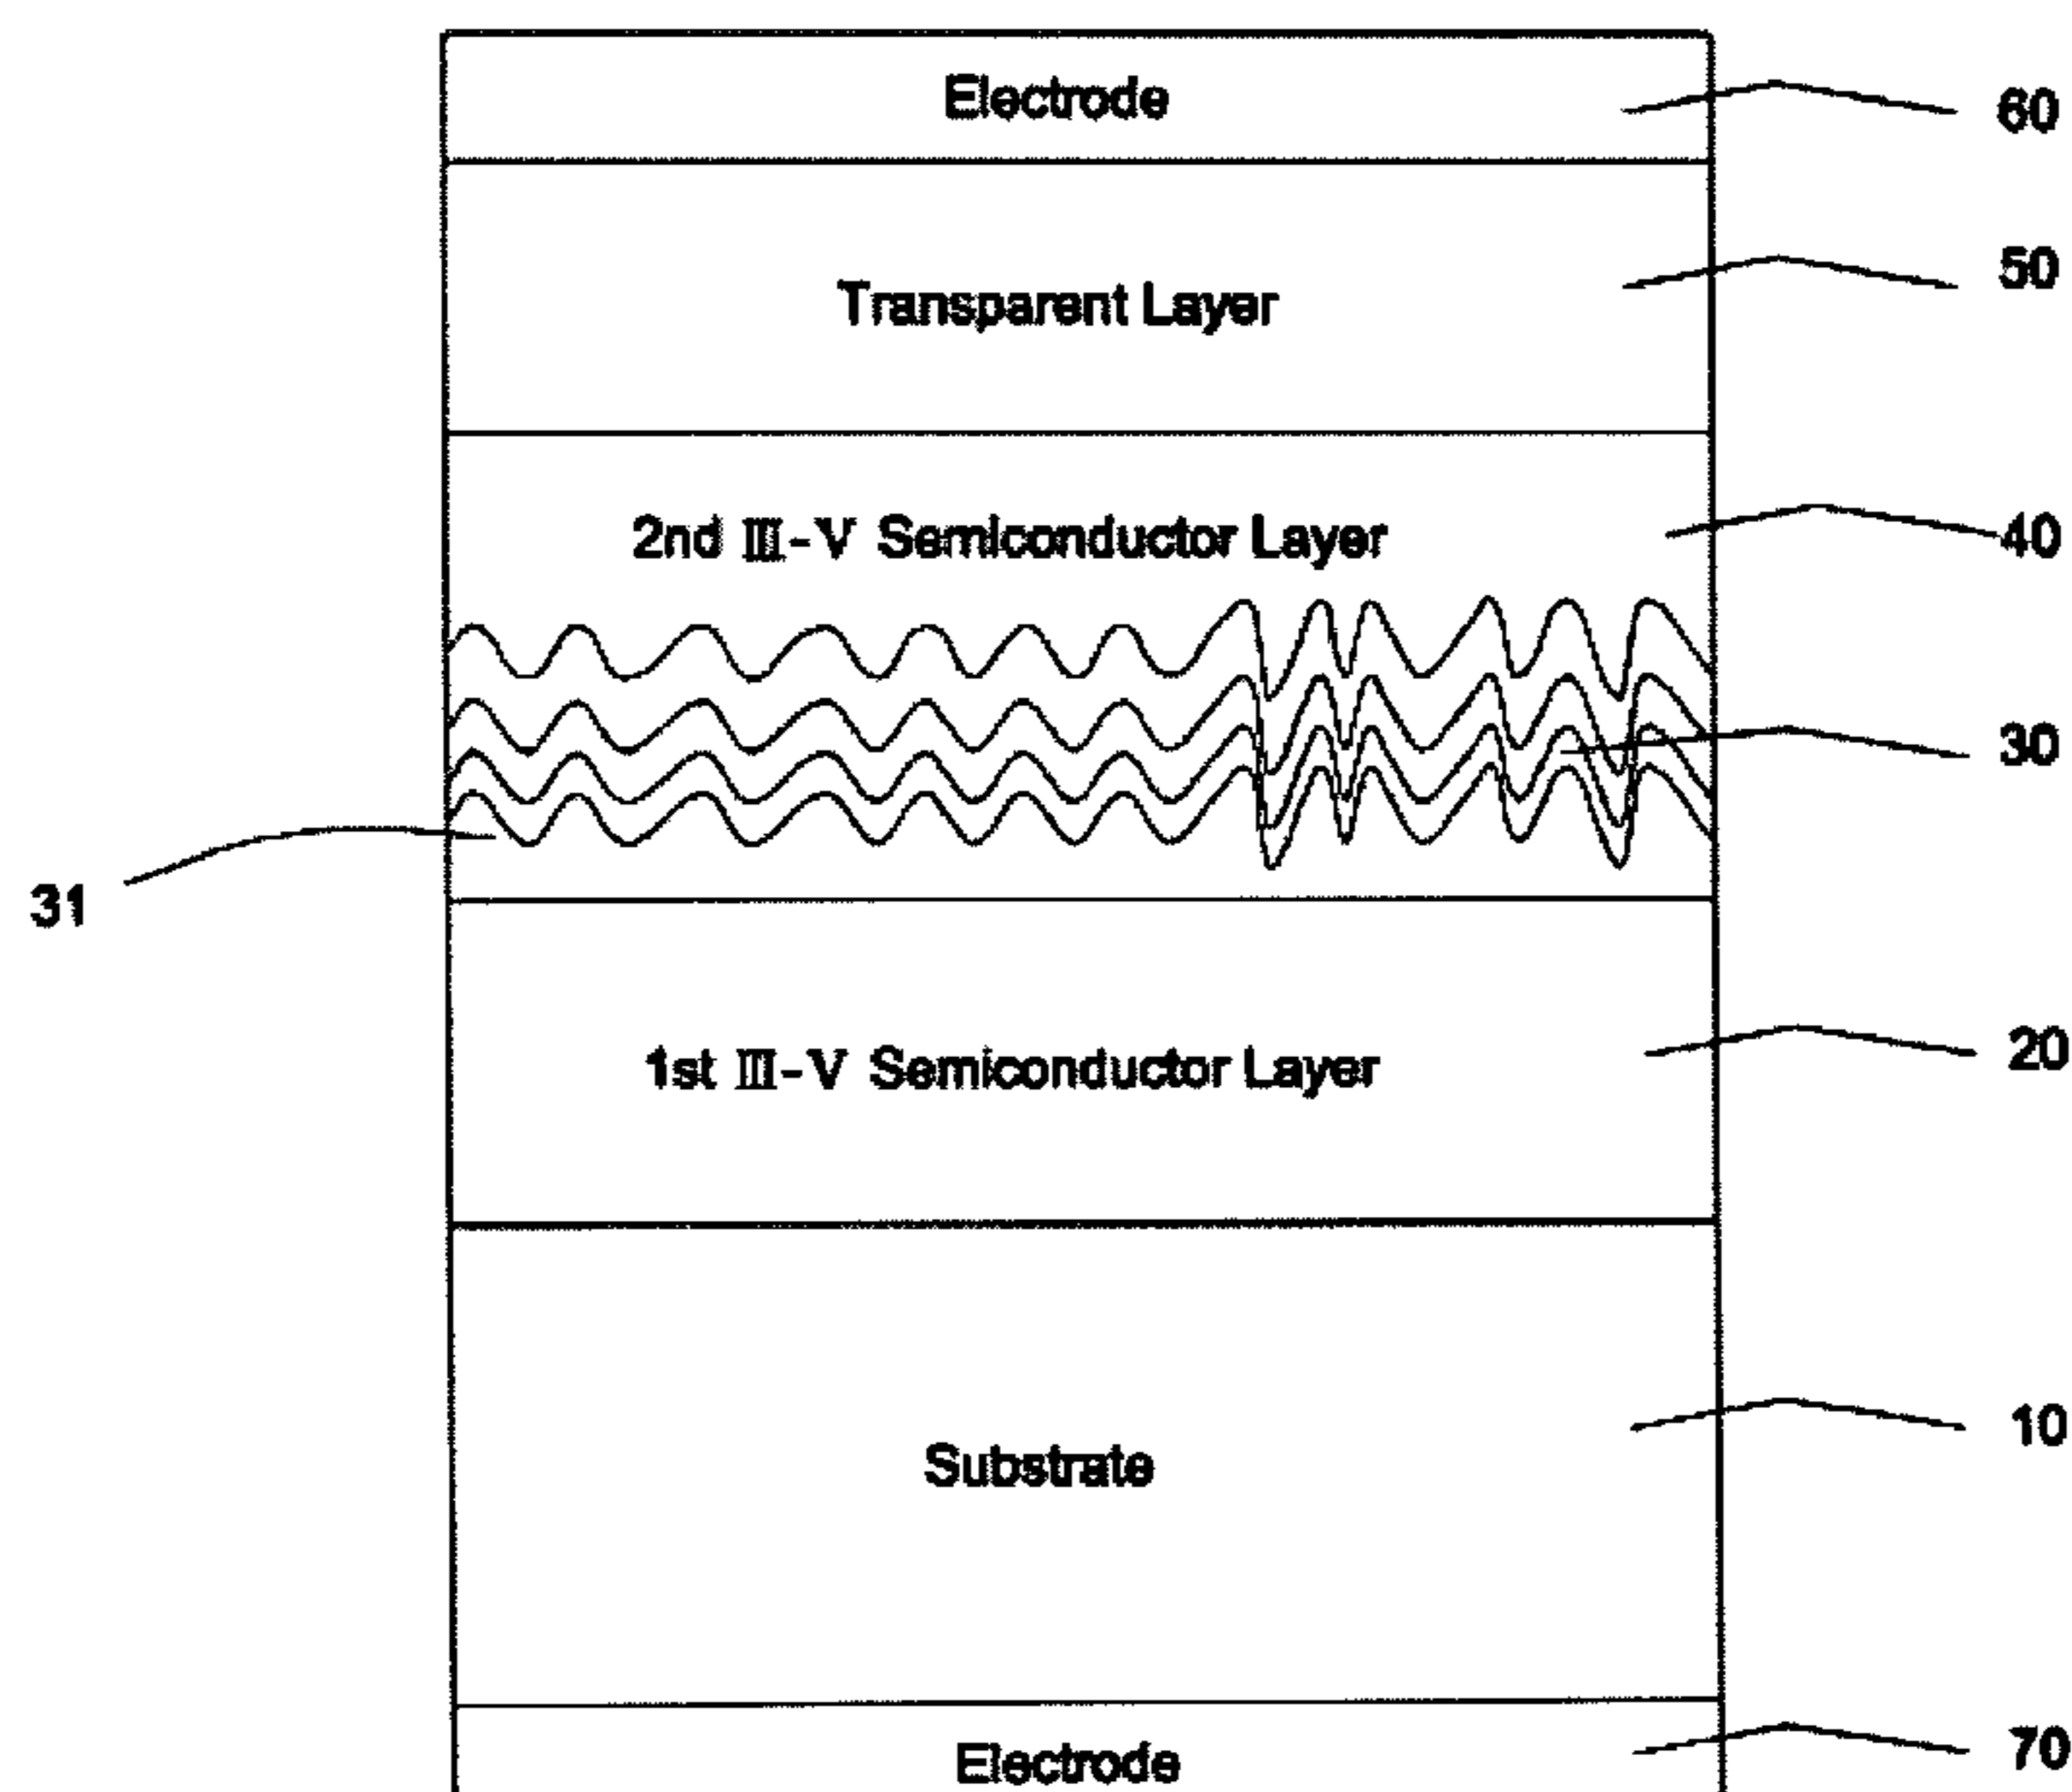 Electrode
60
Transparent Layer
50
2nd Ⅲ-Ⅴ Semiconductor Layer
40
30
31
1st Ⅲ-Ⅴ Semiconductor Layer
20
Substrate
10
Electrode
70